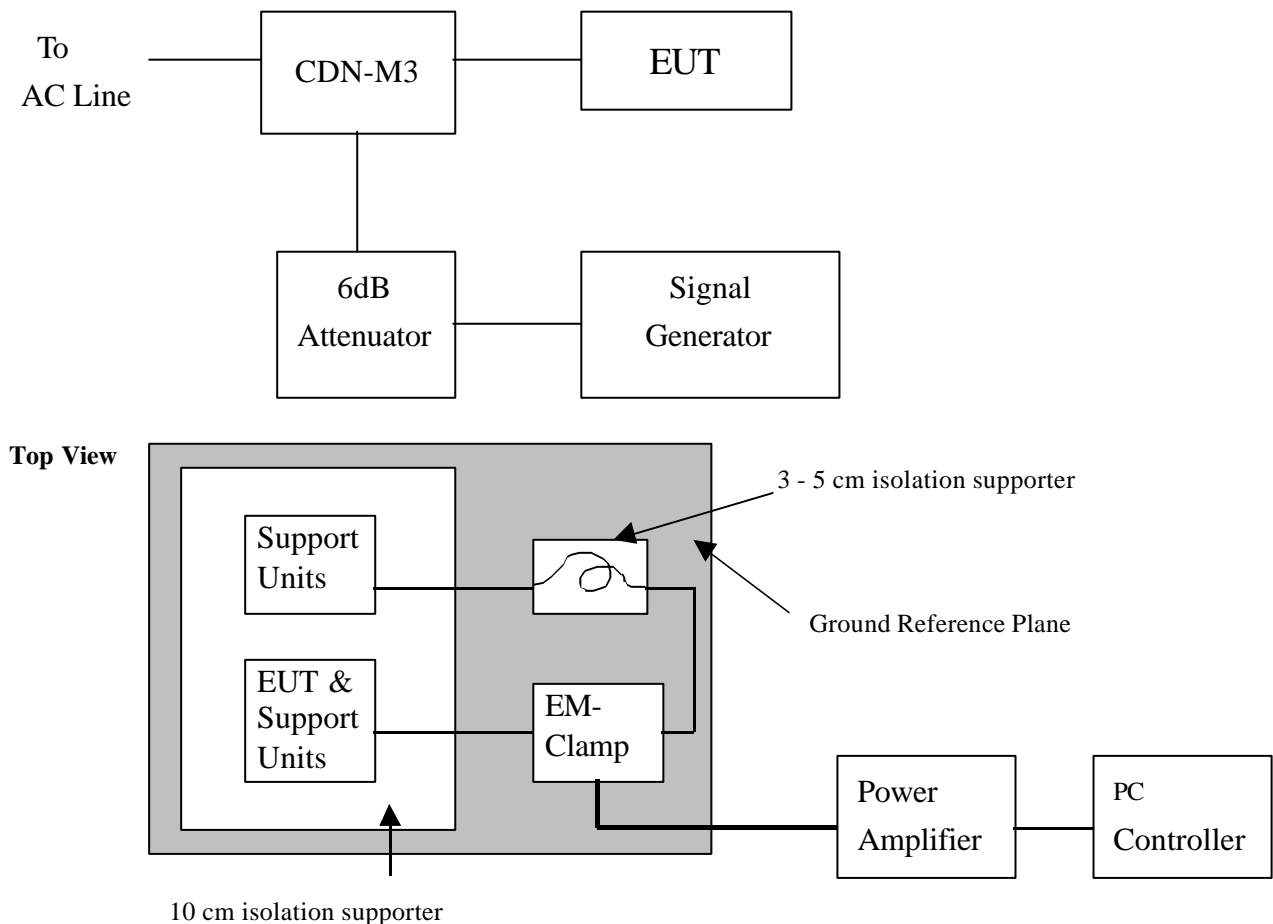 To
AC Line
CDN-M3
EUT
6dB
Attenuator
Signal
Generator
Top View
3 - 5 cm isolation supporter
Support
Units
Ground Reference Plane
EUT &
Support
Units
EM-
Clamp
Power
Amplifier
PC
Controller
10 cm isolation supporter